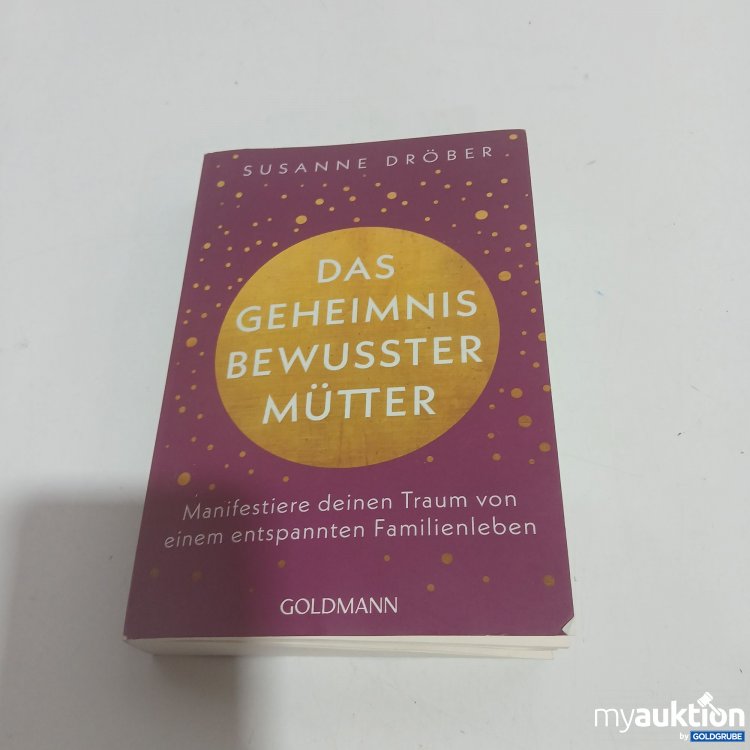 SUSANNE DRÖBER
DAS
GEHEIMNIS
BEWUSSTER
MÜTTER
Manifestiere deinen Traum von
einem entspannten Familienleben
GOLDMANN
myauktion
by GOLDGRUBE